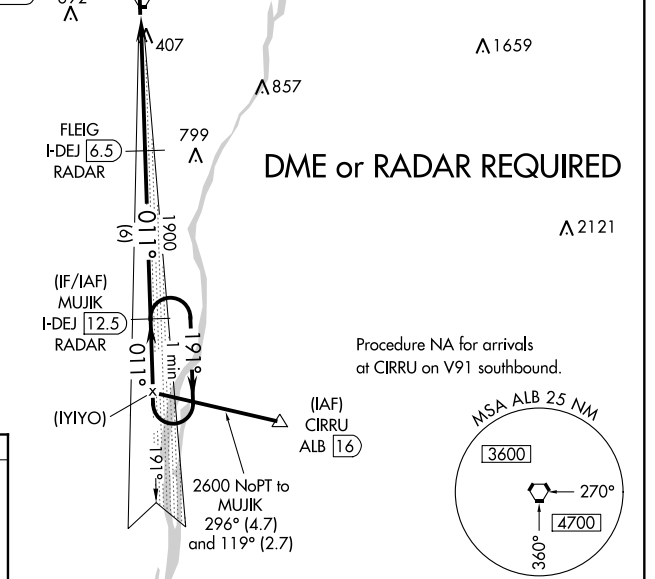 407
1659
857
FLEIG
I-DEJ 6.5
RADAR
799
DME or RADAR REQUIRED
011°
(6)
1900
2121
(IF/IAF)
MUJIK
I-DEJ 12.5
RADAR
011°
1 min
191°
Procedure NA for arrivals
at CIRRU on V91 southbound.
(IYIYO)
(IAF)
CIRRU
ALB 16
191°
2600 NoPT to
MUJIK
296° (4.7)
and 119° (2.7)
MSA ALB 25 NM
3600
270°
4700
360°